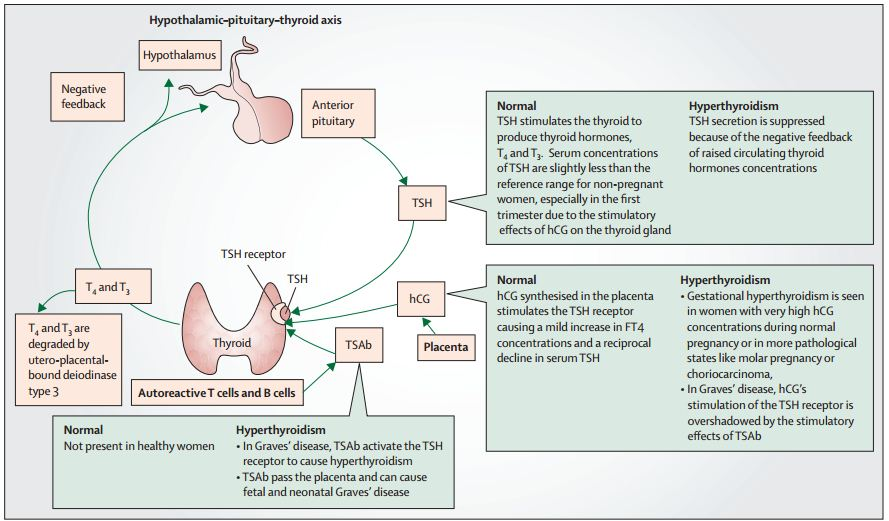 Hypothalamic–pituitary–thyroid axis
Hypothalamus
Negative
feedback
Anterior
pituitary
TSH
Normal
TSH stimulates the thyroid to
produce thyroid hormones,
T4 and T3. Serum concentrations
of TSH are slightly less than the
reference range for non-pregnant
women, especially in the first
trimester due to the stimulatory
effects of hCG on the thyroid gland
Hyperthyroidism
TSH secretion is suppressed
because of the negative feedback
of raised circulating thyroid
hormones concentrations
TSH receptor
TSH
T4 and T3
T4 and T3 are
degraded by
utero-placental-
bound deiodinase
type 3
Thyroid
hCG
TSAb
Placenta
Autoreactive T cells and B cells
Normal
hCG synthesised in the placenta
stimulates the TSH receptor
causing a mild increase in FT4
concentrations and a reciprocal
decline in serum TSH
Hyperthyroidism
• Gestational hyperthyroidism is seen
in women with very high hCG
concentrations during normal
pregnancy or in more pathological
states like molar pregnancy or
choriocarcinoma,
• In Graves’ disease, hCG’s
stimulation of the TSH receptor is
overshadowed by the stimulatory
effects of TSAb
Normal
Not present in healthy women
Hyperthyroidism
• In Graves’ disease, TSAb activate the TSH
receptor to cause hyperthyroidism
• TSAb pass the placenta and can cause
fetal and neonatal Graves’ disease